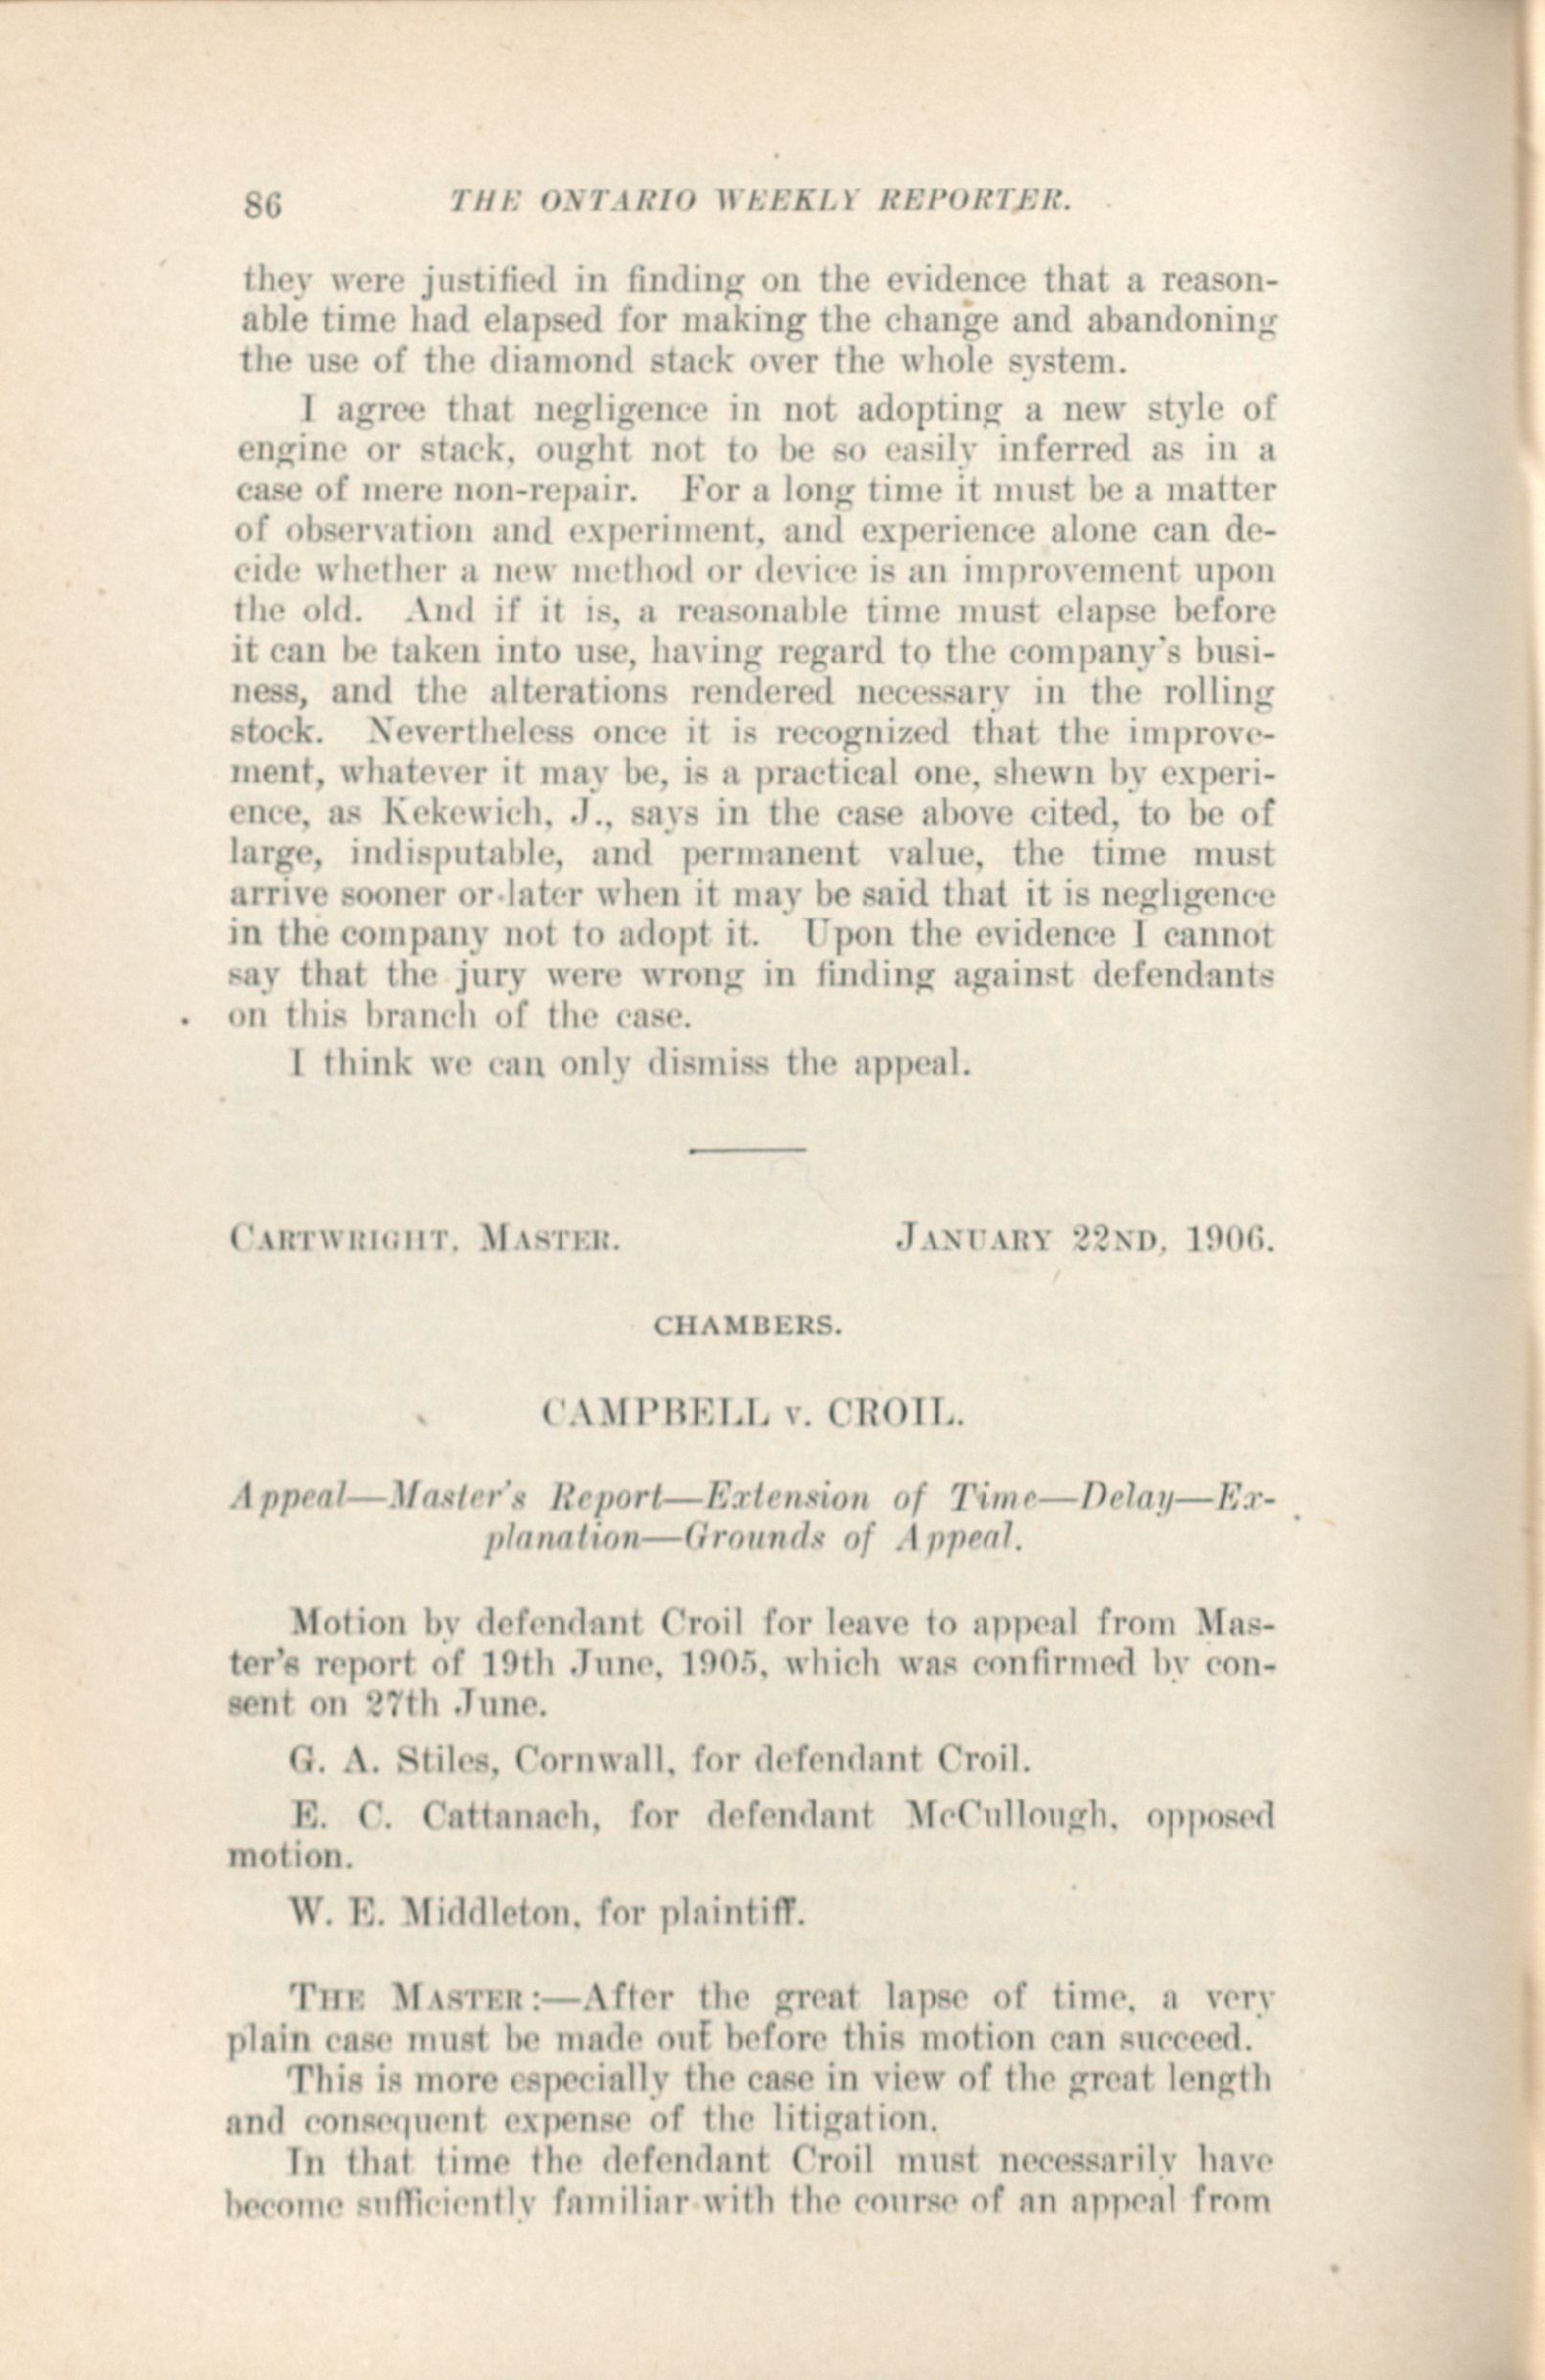 86 THE ONTARIO WEEKLY REPORTER.
they were justified in finding on the evidence that a reason-
able time had elapsed for making the change and abandoning
the use of the diamond stack over the whole system.
I agree that negligence in not adopting a new style of
engine or stack, ought not to be so easily inferred as in a
case of mere non-repair. For a long time it must be a matter
of observation and experiment, and experience alone can de-
cide whether a new method or device is an improvement upon
the old. And if it is, a reasonable time must elapse before
it can be taken into use, having regard to the company's busi-
ness, and the alterations rendered necessary in the rolling
stock. Nevertheless once it is recognized that the improve-
ment, whatever it may be, is a practical one, shewn by experi-
ence, as Kekewich, J., says in the case above cited, to be of
large, indisputable, and permanent value, the time must
arrive sooner or later when it may be said that it is negligence
in the company not to adopt it. Upon the evidence I cannot
say that the jury were wrong in finding against defendants
on this branch of the case.
I think we can only dismiss the appeal.
CARTWRIGHT, MASTER. JANUARY 22ND, 1906.
CHAMBERS.
CAMPBELL v. CROIL.
Appeal—Master's Report—Extension of Time—Delay—Ex-
planation—Grounds of Appeal.
Motion by defendant Croil for leave to appeal from Mas-
ter's report of 19th June, 1905, which was confirmed by con-
sent on 27th June.
G. A. Stiles, Cornwall, for defendant Croil.
E. C. Cattanach, for defendant McCullough, opposed
motion.
W. E. Middleton, for plaintiff.
THE MASTER:—After the great lapse of time, a very
plain case must be made out before this motion can succeed.
This is more especially the case in view of the great length
and consequent expense of the litigation.
In that time the defendant Croil must necessarily have
become sufficiently familiar with the course of an appeal from